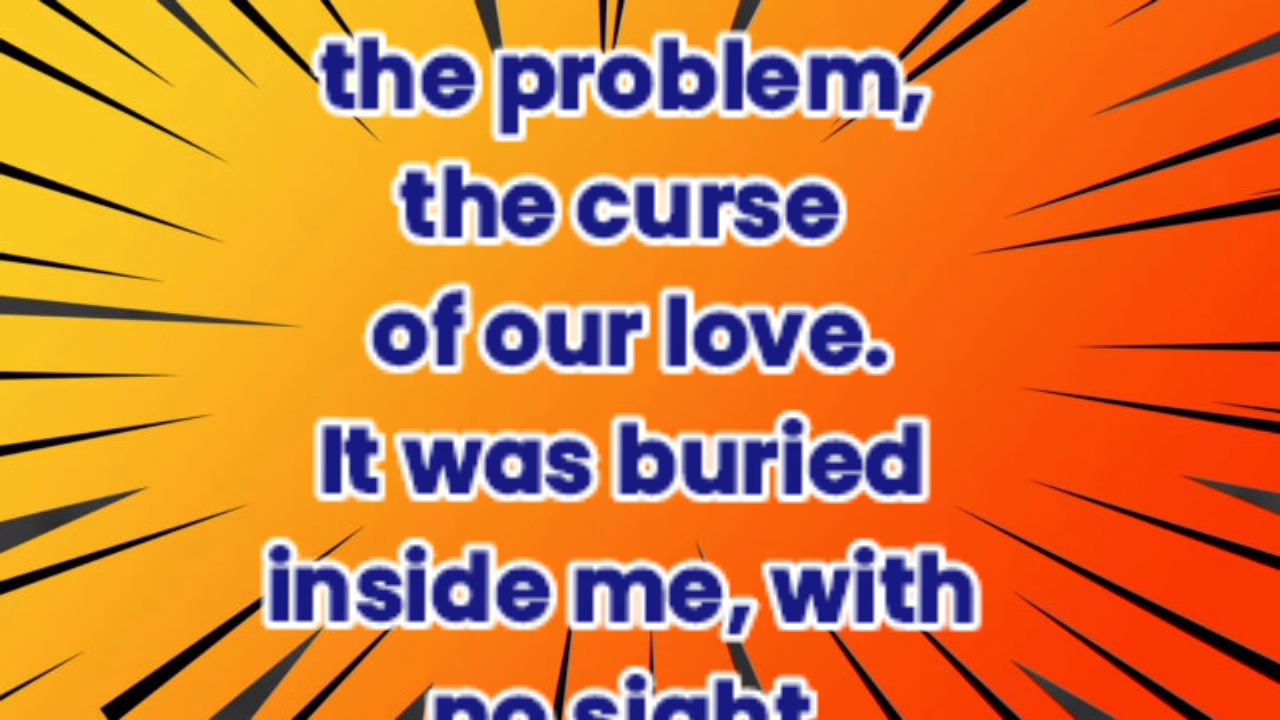 the problem,
the curse
of our love.
It was buried
inside me, with
no sight